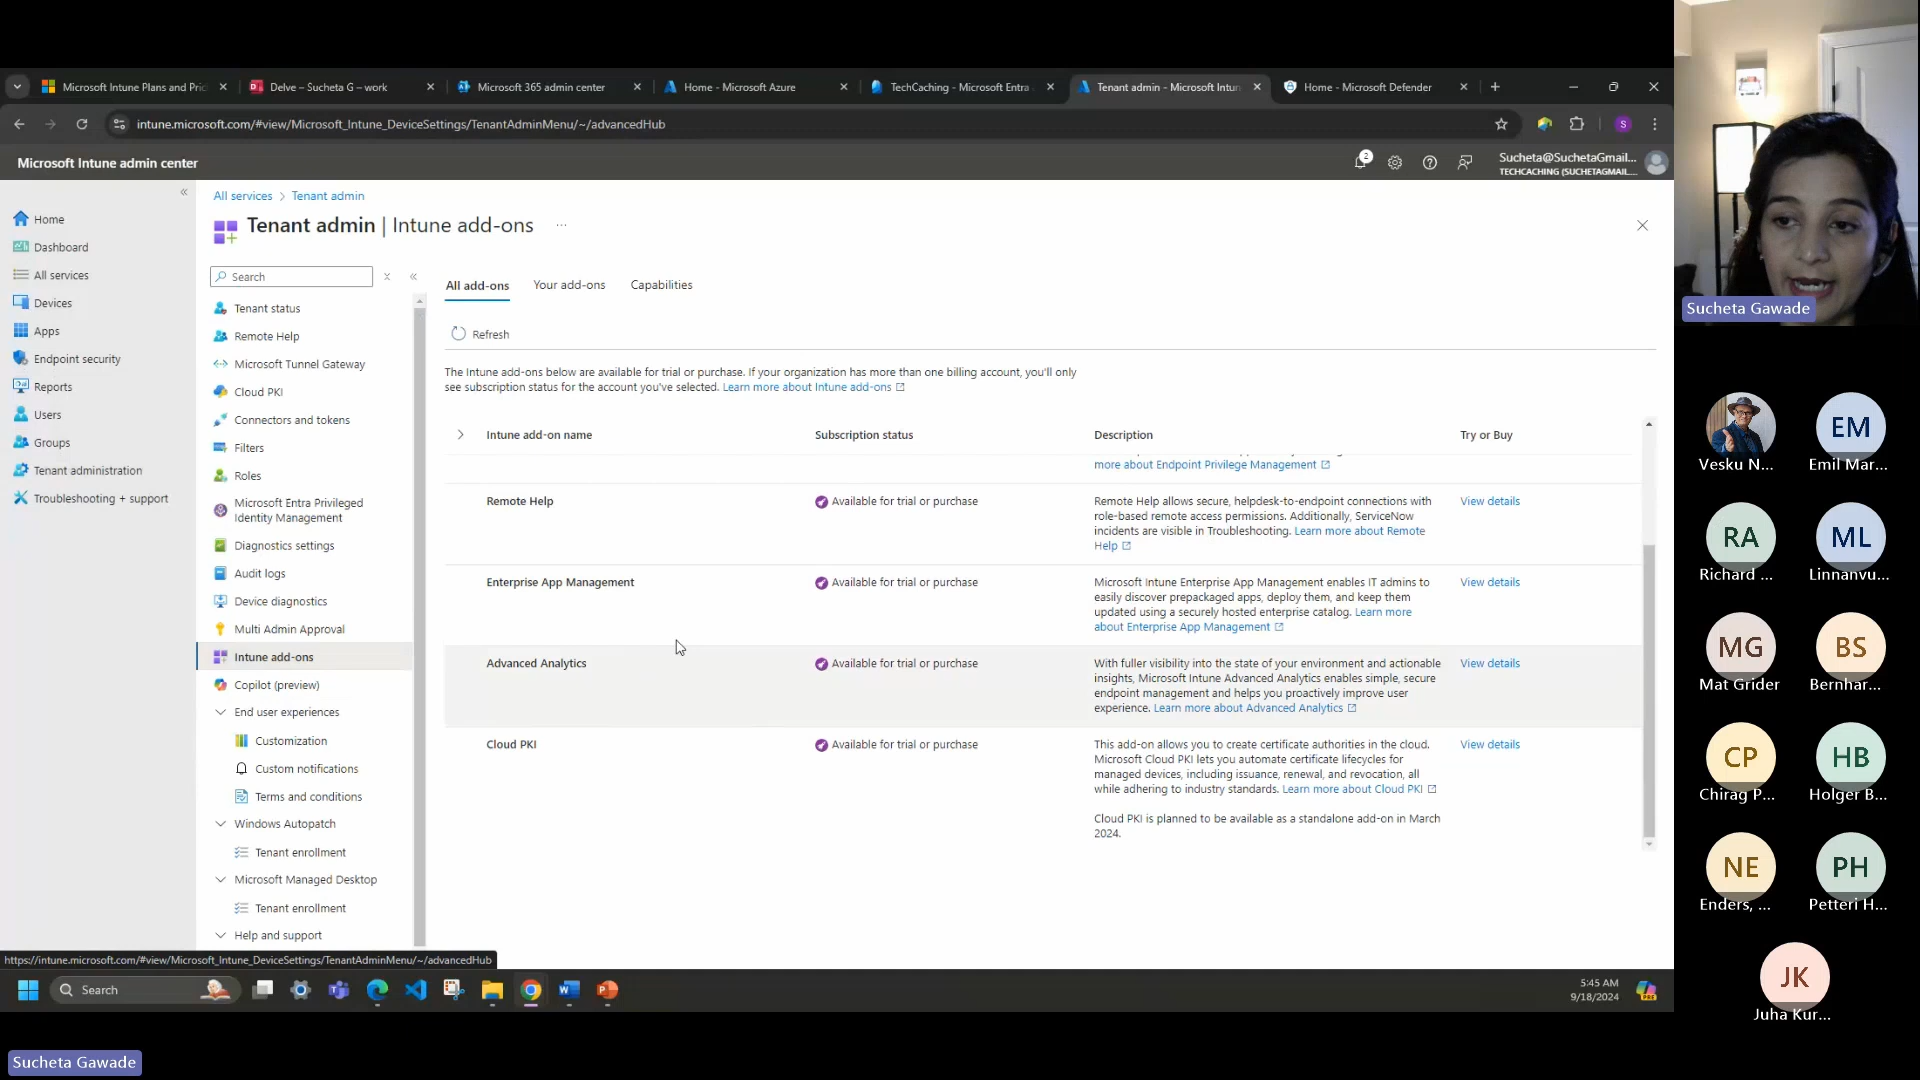 Microsoft Intune Plans and Pric
Delve – Sucheta G – work
Microsoft 365 admin center
Home - Microsoft Azure
TechCaching - Microsoft Entra
Tenant admin - Microsoft Intun
Home - Microsoft Defender
intune.microsoft.com/#view/Microsoft_Intune_DeviceSettings/TenantAdminMenu/~/advancedHub
S
Microsoft Intune admin center
2
Sucheta@SuchetaGmail...
TECHCACHING (SUCHETAGMAIL...
Home
Dashboard
All services
Devices
Apps
Endpoint security
Reports
Users
Groups
Tenant administration
Troubleshooting + support
All services > Tenant admin
Tenant admin | Intune add-ons
...
Search
Tenant status
Remote Help
Microsoft Tunnel Gateway
Cloud PKI
Connectors and tokens
Filters
Roles
Microsoft Entra Privileged
Identity Management
Diagnostics settings
Audit logs
Device diagnostics
Multi Admin Approval
Intune add-ons
Copilot (preview)
End user experiences
Customization
Custom notifications
Terms and conditions
Windows Autopatch
Tenant enrollment
Microsoft Managed Desktop
Tenant enrollment
Help and support
All add-ons
Your add-ons
Capabilities
Refresh
The Intune add-ons below are available for trial or purchase. If your organization has more than one billing account, you'll only
see subscription status for the account you've selected. Learn more about Intune add-ons
Intune add-on name
Subscription status
Description
Try or Buy
more about Endpoint Privilege Management
Remote Help
Available for trial or purchase
Remote Help allows secure, helpdesk-to-endpoint connections with
role-based remote access permissions. Additionally, ServiceNow
incidents are visible in Troubleshooting. Learn more about Remote
Help
View details
Enterprise App Management
Available for trial or purchase
Microsoft Intune Enterprise App Management enables IT admins to
easily discover prepackaged apps, deploy them, and keep them
updated using a securely hosted enterprise catalog. Learn more
about Enterprise App Management
View details
Advanced Analytics
Available for trial or purchase
With fuller visibility into the state of your environment and actionable
insights, Microsoft Intune Advanced Analytics enables simple, secure
endpoint management and helps you proactively improve user
experience. Learn more about Advanced Analytics
View details
Cloud PKI
Available for trial or purchase
This add-on allows you to create certificate authorities in the cloud.
Microsoft Cloud PKI lets you automate certificate lifecycles for
managed devices, including issuance, renewal, and revocation, all
while adhering to industry standards. Learn more about Cloud PKI
Cloud PKI is planned to be available as a standalone add-on in March
2024.
View details
https://intune.microsoft.com/#view/Microsoft_Intune_DeviceSettings/TenantAdminMenu/~/advancedHub
Search
5:45 AM
9/18/2024
Sucheta Gawade
Sucheta Gawade
Vesku N...
EM
Emil Mar...
RA
Richard ...
ML
Linnanvu...
MG
Mat Grider
BS
Bernhar...
CP
Chirag P...
HB
Holger B...
NE
Enders, ...
PH
Petteri H...
JK
Juha Kur...